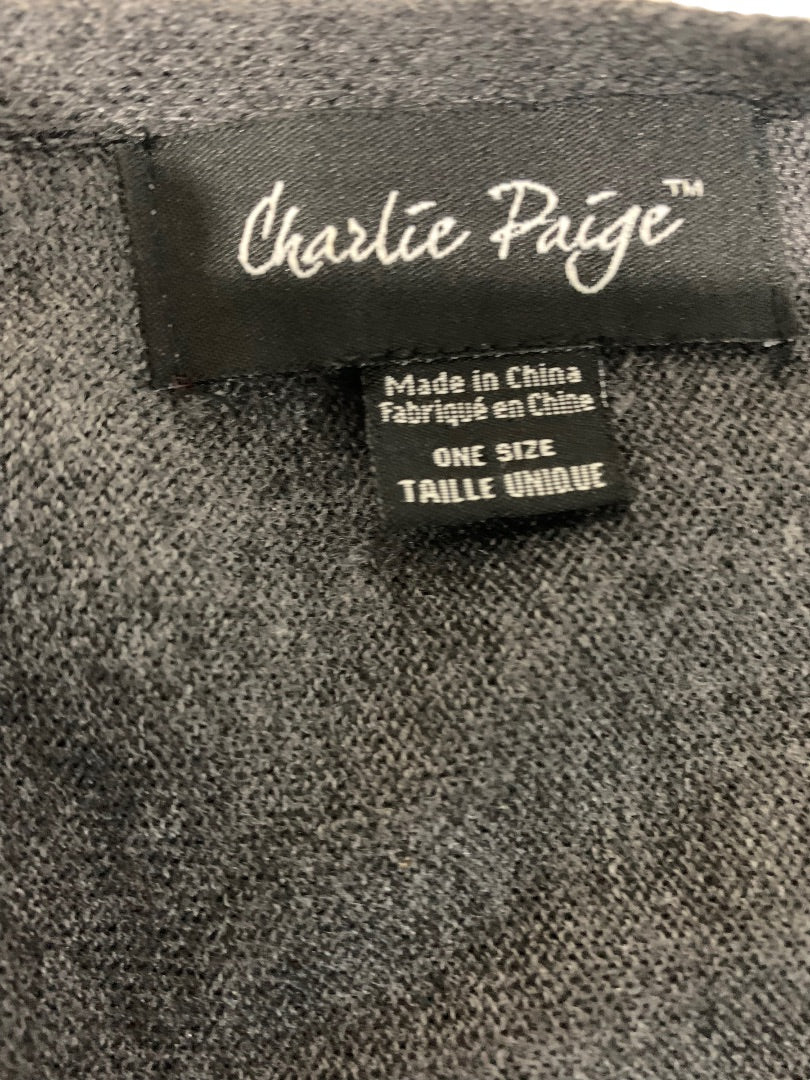 Charlie Paige™
Made in China
Fabriqué en Chine
ONE SIZE
TAILLE UNIQUE